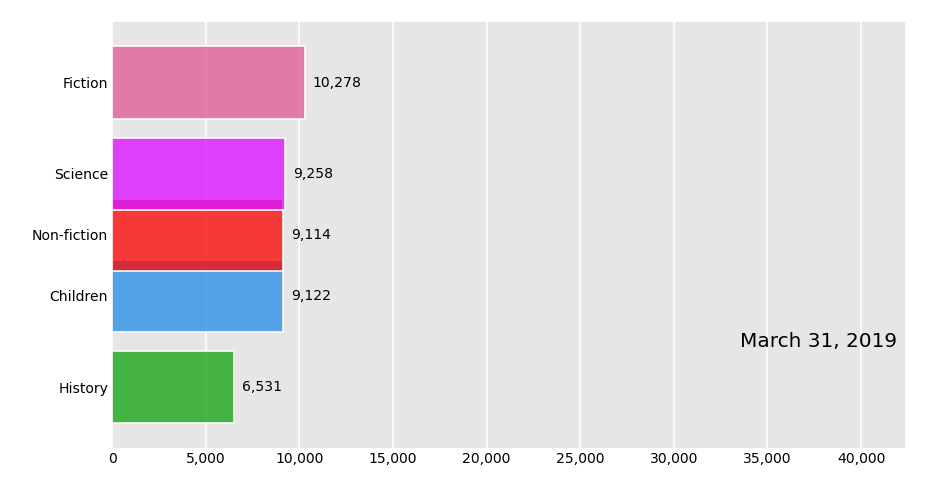 Fiction 10,278
Science 9,258
Non-fiction 9,114
Children 9,122
March 31, 2019
History 6,531
0 5,000 10,000 15,000 20,000 25,000 30,000 35,000 40,000